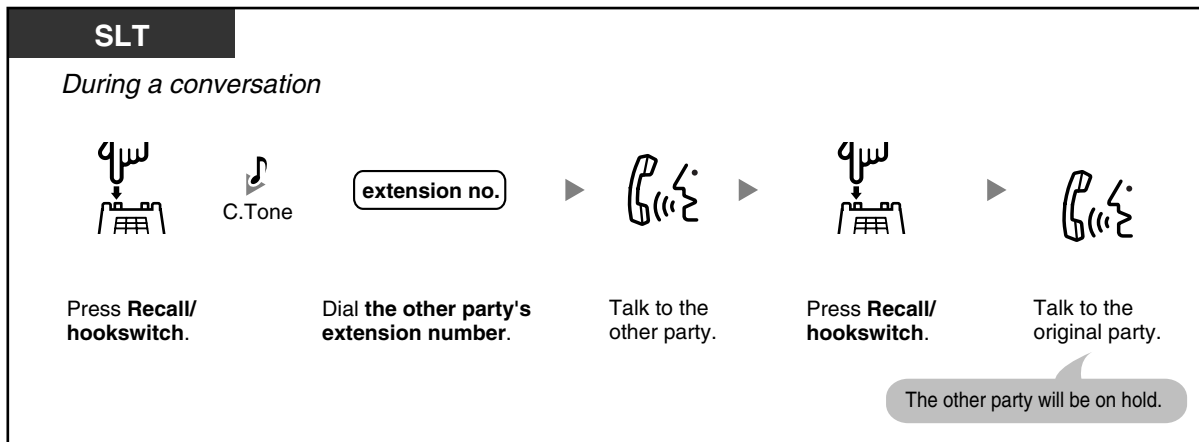 SLT
During a conversation
C.Tone
extension no.
Press Recall/
hookswitch.
Dial the other party's
extension number.
Talk to the
other party.
Press Recall/
hookswitch.
Talk to the
original party.
The other party will be on hold.